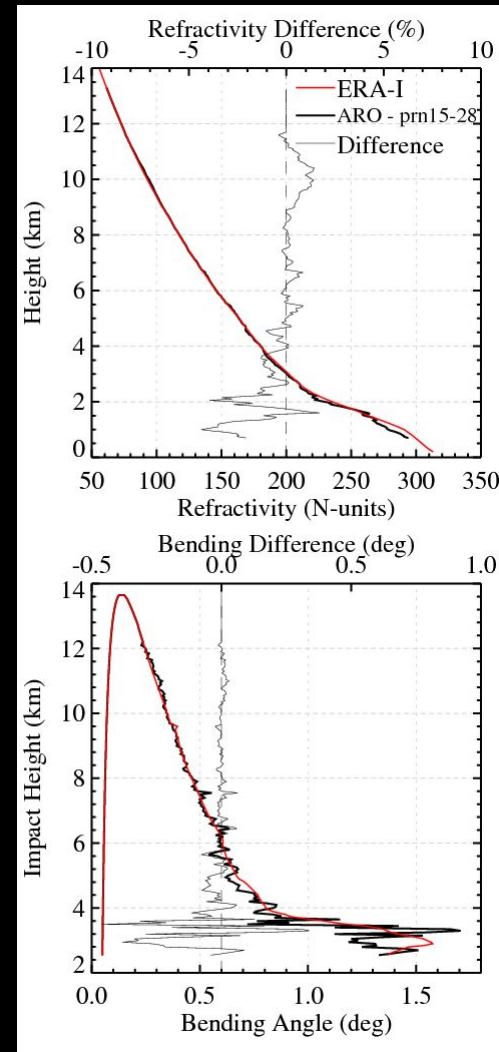 Refractivity Difference (%)
-10 -5 0 5 10
14
12
10
8
6
4
2
0
Height (km)
ERA-I
ARO - prn15-28
Difference
50 100 150 200 250 300 350
Refractivity (N-units)
Bending Difference (deg)
-0.5 0.0 0.5 1.0
14
12
10
8
6
4
2
Impact Height (km)
0.0 0.5 1.0 1.5
Bending Angle (deg)